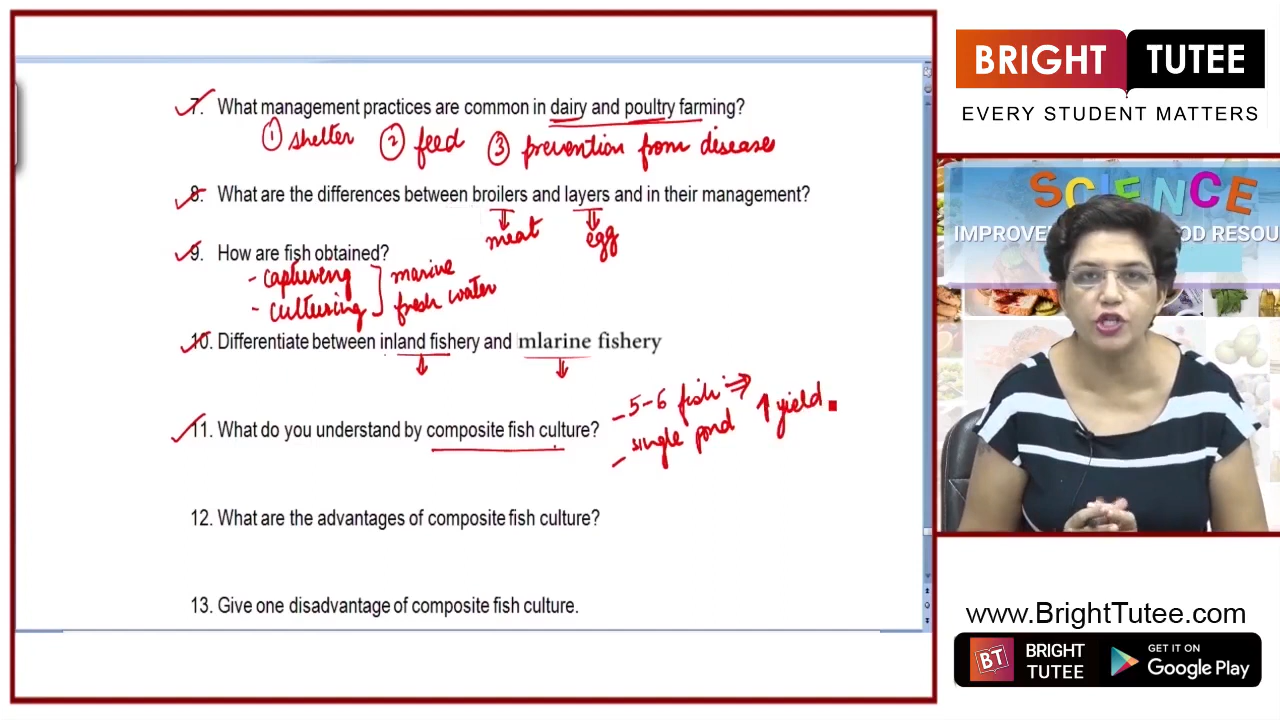 7. What management practices are common in dairy and poultry farming?
① shelter ② feed ③ prevention from diseases
8. What are the differences between broilers and layers and in their management?
meat egg
9. How are fish obtained?
- capturing
- culturing
marine
fresh water
10. Differentiate between inland fishery and mlarine fishery
11. What do you understand by composite fish culture?
- 5-6 fish ⇒ ↑ yield
- single pond
12. What are the advantages of composite fish culture?
13. Give one disadvantage of composite fish culture.
BRIGHT TUTEE
EVERY STUDENT MATTERS
SCIENCE
www.BrightTutee.com
BT BRIGHT TUTEE
GET IT ON
Google Play